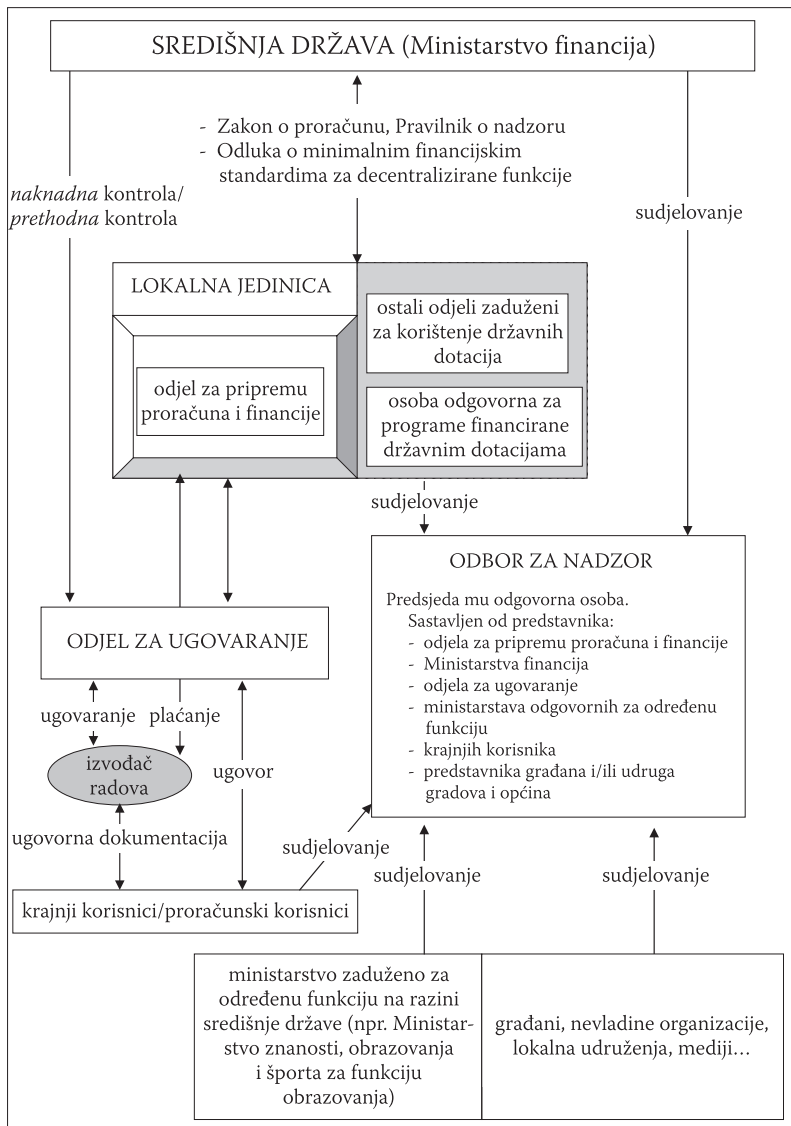 SREDIŠNJA DRŽAVA (Ministarstvo financija)
- Zakon o proračunu, Pravilnik o nadzoru
- Odluka o minimalnim financijskim
standardima za decentralizirane funkcije
naknadna kontrola/
prethodna kontrola
sudjelovanje
LOKALNA JEDINICA
odjel za pripremu
proračuna i financije
ostali odjeli zaduženi
za korištenje državnih
dotacija
osoba odgovorna za
programe financirane
državnim dotacijama
sudjelovanje
ODBOR ZA NADZOR
Predsjeda mu odgovorna osoba.
Sastavljen od predstavnika:
- odjela za pripremu proračuna i financije
- Ministarstva financija
- odjela za ugovaranje
- ministarstava odgovornih za određenu
funkciju
- krajnjih korisnika
- predstavnika građana i/ili udruga
gradova i općina
ODJEL ZA UGOVARANJE
ugovaranje
plaćanje
izvođač
radova
ugovor
ugovorna dokumentacija
sudjelovanje
krajnji korisnici/proračunski korisnici
sudjelovanje
sudjelovanje
ministarstvo zaduženo za
određenu funkciju na razini
središnje države (npr. Ministar-
stvo znanosti, obrazovanja
i športa za funkciju
obrazovanja)
građani, nevladine organizacije,
lokalna udruženja, mediji…